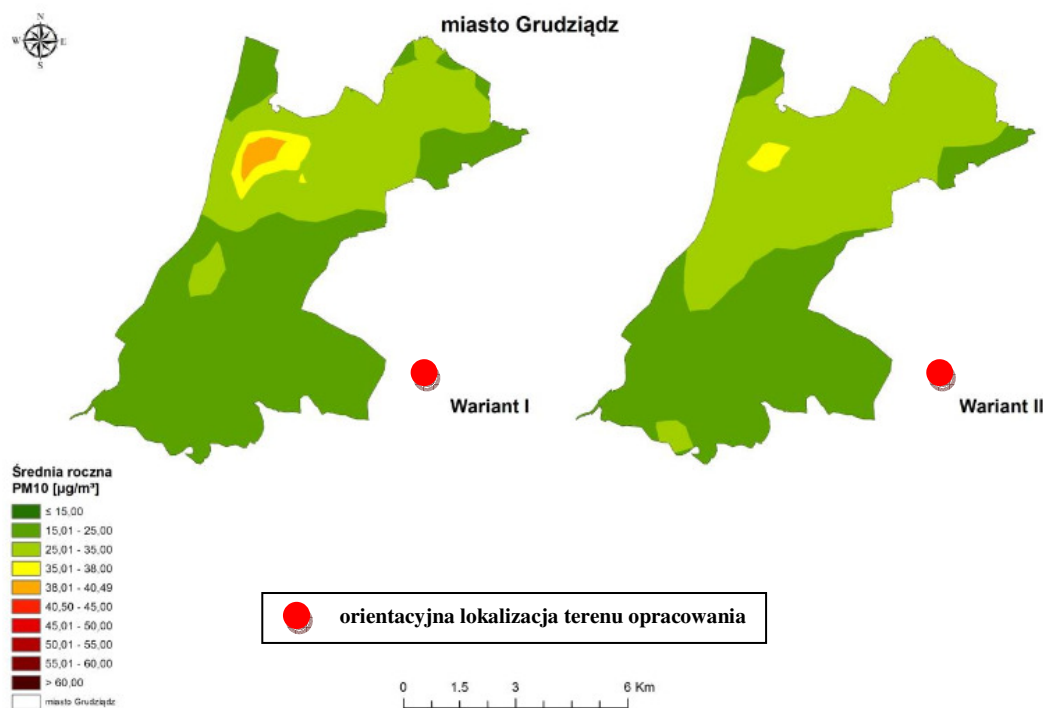 miasto Grudziądz
N
W E
S
Wariant I
Wariant II
Średnia roczna
PM10 [µg/m³]
≤ 15,00
15,01 - 25,00
25,01 - 35,00
35,01 - 38,00
38,01 - 40,49
40,50 - 45,00
45,01 - 50,00
50,01 - 55,00
55,01 - 60,00
> 60,00
miasto Grudziądz
orientacyjna lokalizacja terenu opracowania
0 1.5 3 6 Km